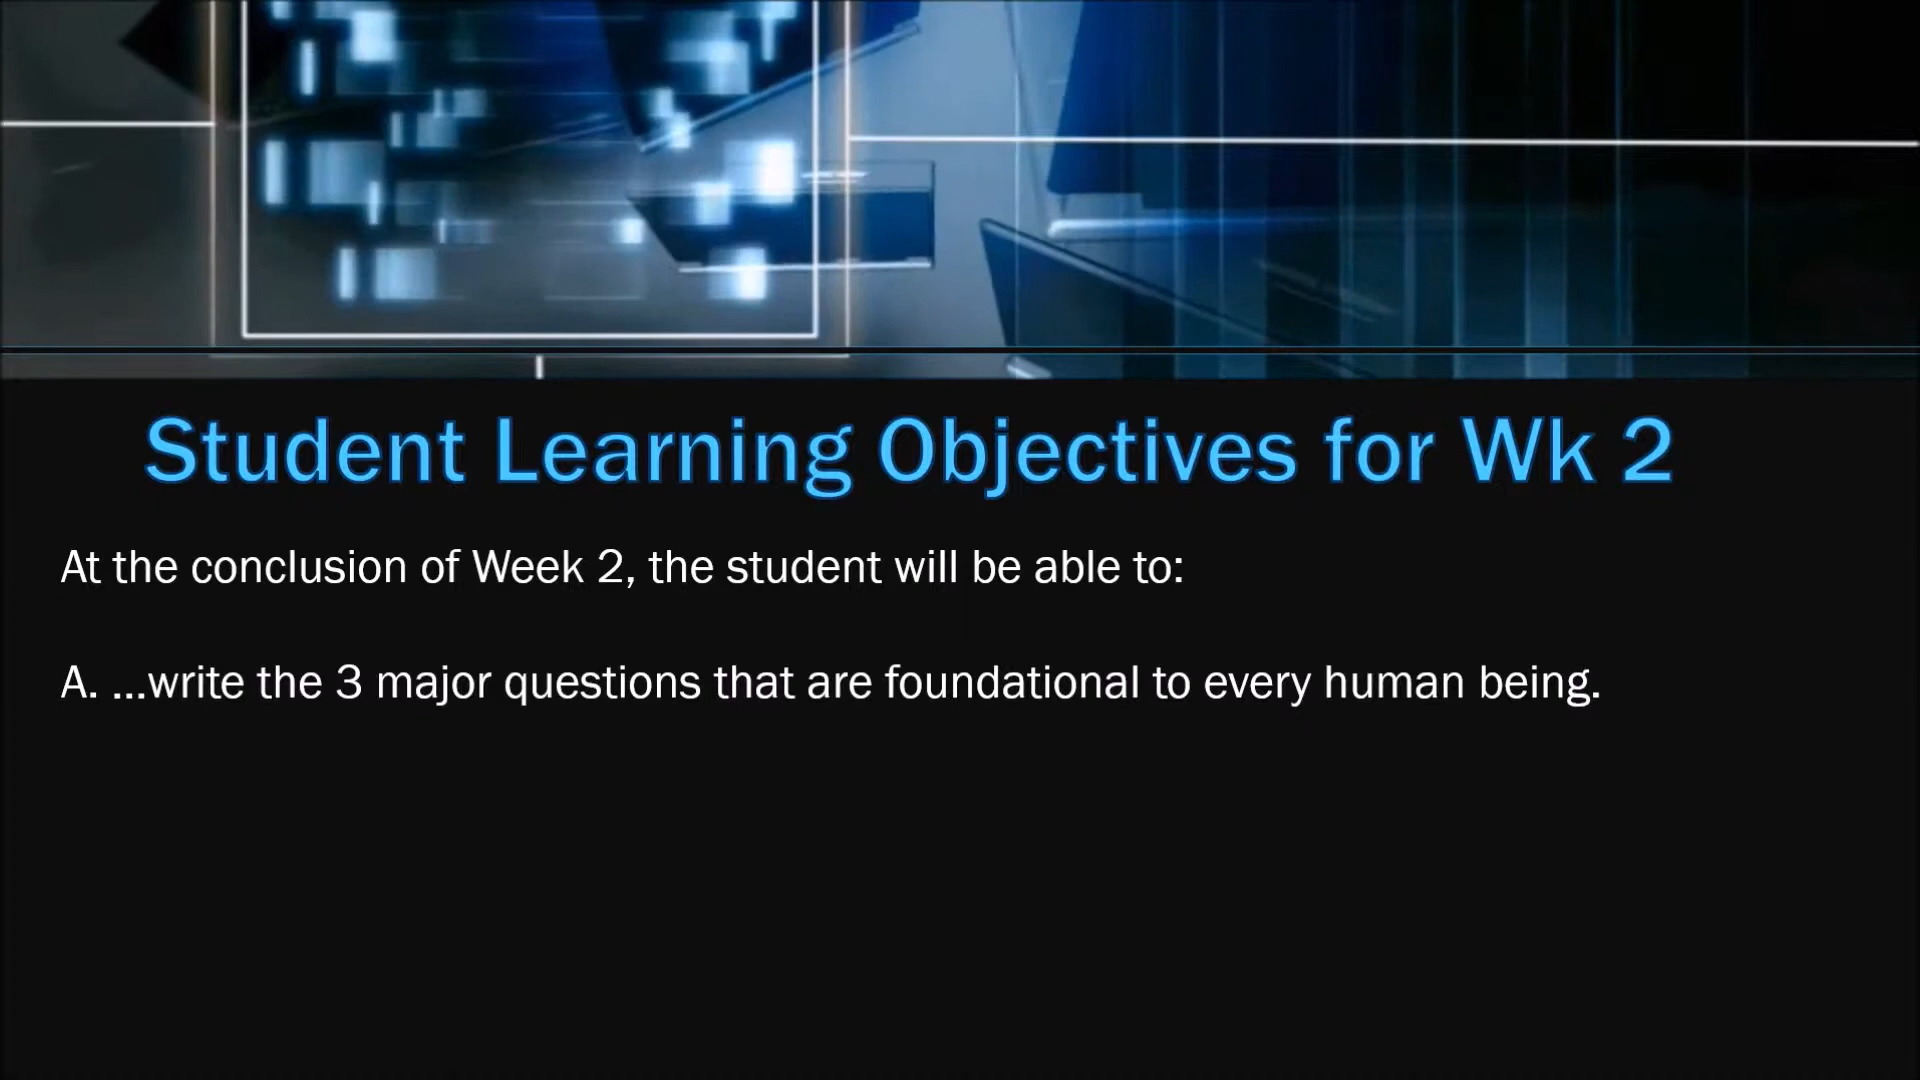 Student Learning Objectives for Wk 2
At the conclusion of Week 2, the student will be able to:
A. ...write the 3 major questions that are foundational to every human being.